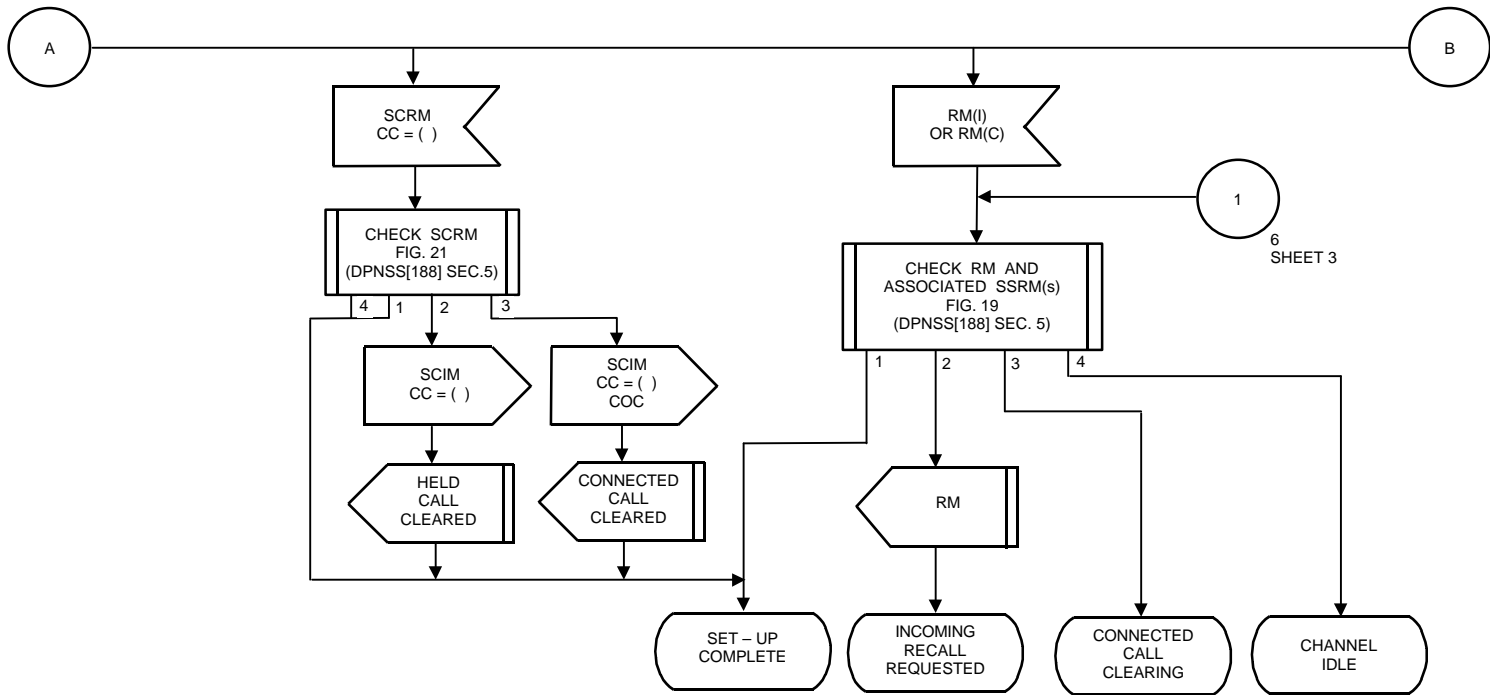 A
B
SCRM
CC = ( )
RM(I)
OR RM(C)
1
6
SHEET 3
CHECK SCRM
FIG. 21
(DPNSS[188] SEC.5)
CHECK RM AND
ASSOCIATED SSRM(s)
FIG. 19
(DPNSS[188] SEC. 5)
4
1
2
3
1
2
3
4
SCIM
CC = ( )
SCIM
CC = ( )
COC
HELD
CALL
CLEARED
CONNECTED
CALL
CLEARED
RM
SET – UP
COMPLETE
INCOMING
RECALL
REQUESTED
CONNECTED
CALL
CLEARING
CHANNEL
IDLE